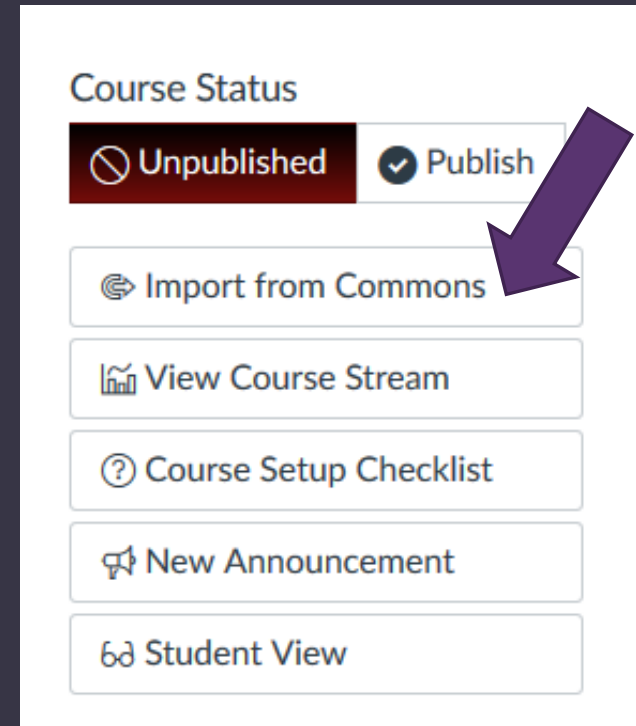 Course Status
Unpublished Publish
Import from Commons
View Course Stream
Course Setup Checklist
New Announcement
Student View